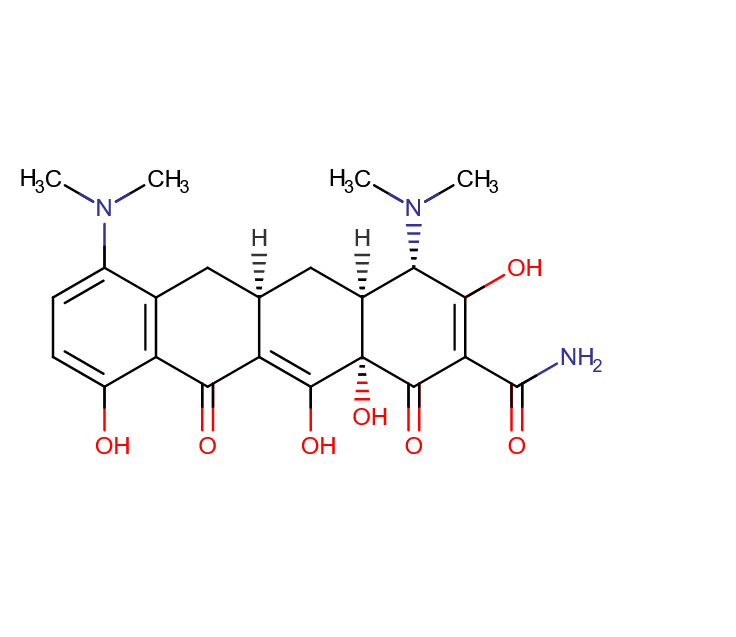 H3C CH3 H3C CH3
N N
H H
OH
NH2
OH
OH O OH O O